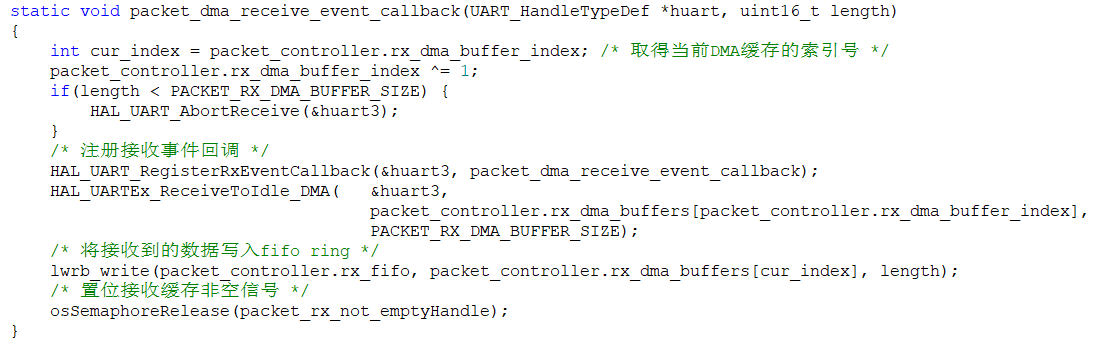 static void packet_dma_receive_event_callback(UART_HandleTypeDef *huart, uint16_t length)
{
    int cur_index = packet_controller.rx_dma_buffer_index; /* 取得当前DMA缓存的索引号 */
    packet_controller.rx_dma_buffer_index ^= 1;
    if(length < PACKET_RX_DMA_BUFFER_SIZE) {
        HAL_UART_AbortReceive(&huart3);
    }
    /* 注册接收事件回调 */
    HAL_UART_RegisterRxEventCallback(&huart3, packet_dma_receive_event_callback);
    HAL_UARTEx_ReceiveToIdle_DMA(   &huart3,
                                    packet_controller.rx_dma_buffers[packet_controller.rx_dma_buffer_index],
                                    PACKET_RX_DMA_BUFFER_SIZE);
    /* 将接收到的数据写入fifo ring */
    lwrb_write(packet_controller.rx_fifo, packet_controller.rx_dma_buffers[cur_index], length);
    /* 置位接收缓存非空信号 */
    osSemaphoreRelease(packet_rx_not_emptyHandle);
}